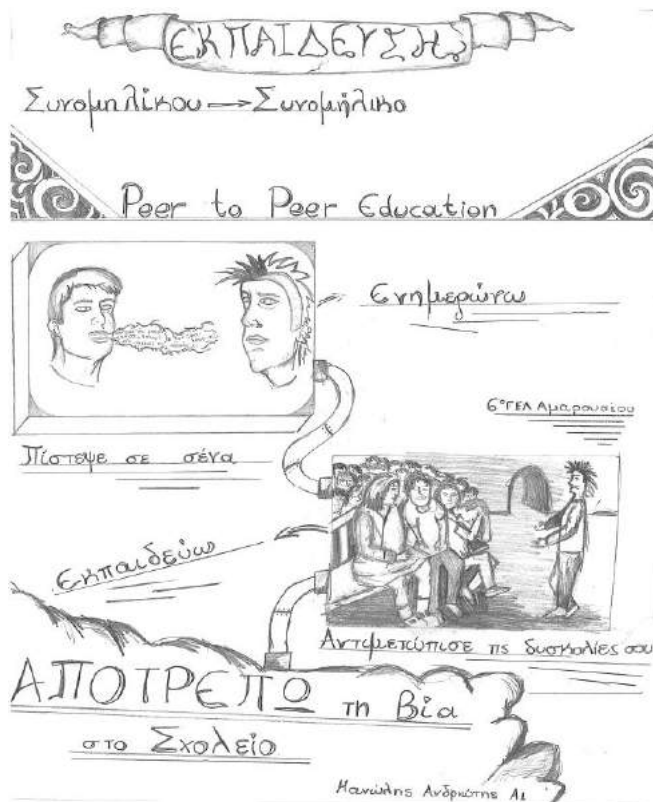 ΕΚΠΑΙΔΕΥΣΗΣ
Συνομηλίκου → Συνομήλικο
Peer to Peer Education
Ενημερώνω
6ο ΓΕΛ Αμαρουσίου
Πίστεψε σε σένα
Εκπαιδεύω
Αντιμετώπισε τις δυσκολίες σου
ΑΠΟΤΡΕΠΩ τη Βία
στο Σχολείο
Μανώλης Ανδριώτης Α1